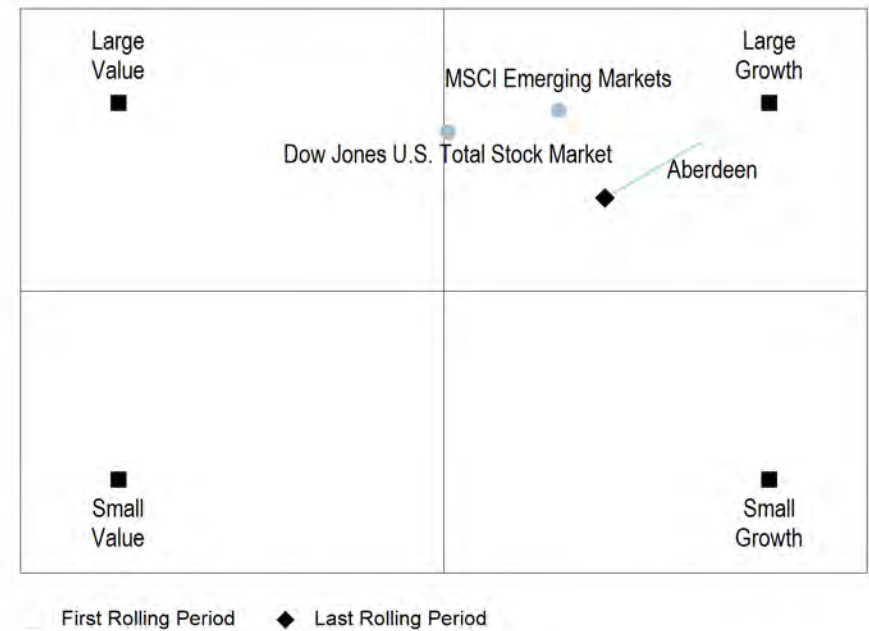 Large
Value
Large
Growth
MSCI Emerging Markets
Dow Jones U.S. Total Stock Market
Aberdeen
Small
Value
Small
Growth
First Rolling Period
Last Rolling Period